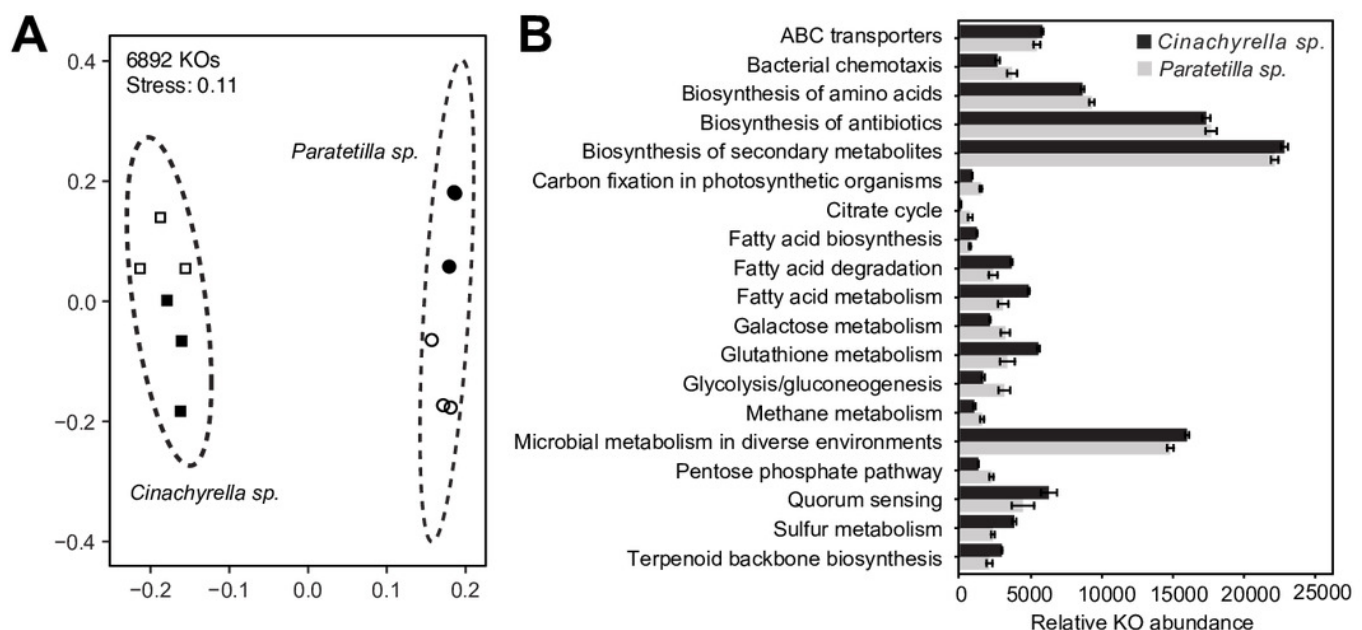 A
6892 KOs
Stress: 0.11
Paratetilla sp.
Cinachyrella sp.
0.4
0.2
0.0
−0.2
−0.4
−0.2 −0.1 0.0 0.1 0.2
B
Cinachyrella sp.
Paratetilla sp.
ABC transporters
Bacterial chemotaxis
Biosynthesis of amino acids
Biosynthesis of antibiotics
Biosynthesis of secondary metabolites
Carbon fixation in photosynthetic organisms
Citrate cycle
Fatty acid biosynthesis
Fatty acid degradation
Fatty acid metabolism
Galactose metabolism
Glutathione metabolism
Glycolysis/gluconeogenesis
Methane metabolism
Microbial metabolism in diverse environments
Pentose phosphate pathway
Quorum sensing
Sulfur metabolism
Terpenoid backbone biosynthesis
0 5000 10000 15000 20000 25000
Relative KO abundance